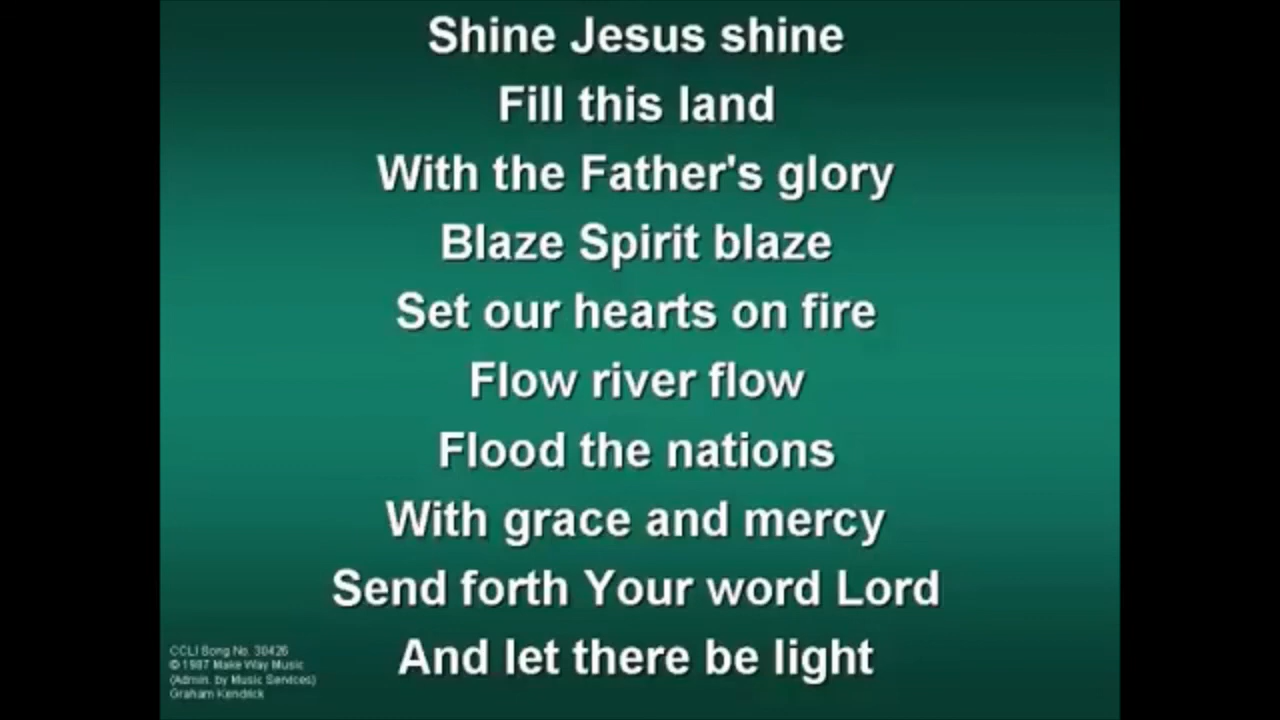 Shine Jesus shine
Fill this land
With the Father's glory
Blaze Spirit blaze
Set our hearts on fire
Flow river flow
Flood the nations
With grace and mercy
Send forth Your word Lord
And let there be light
CCLI Song No. 30426
© 1987 Make Way Music
(Admin. by Music Services)
Graham Kendrick